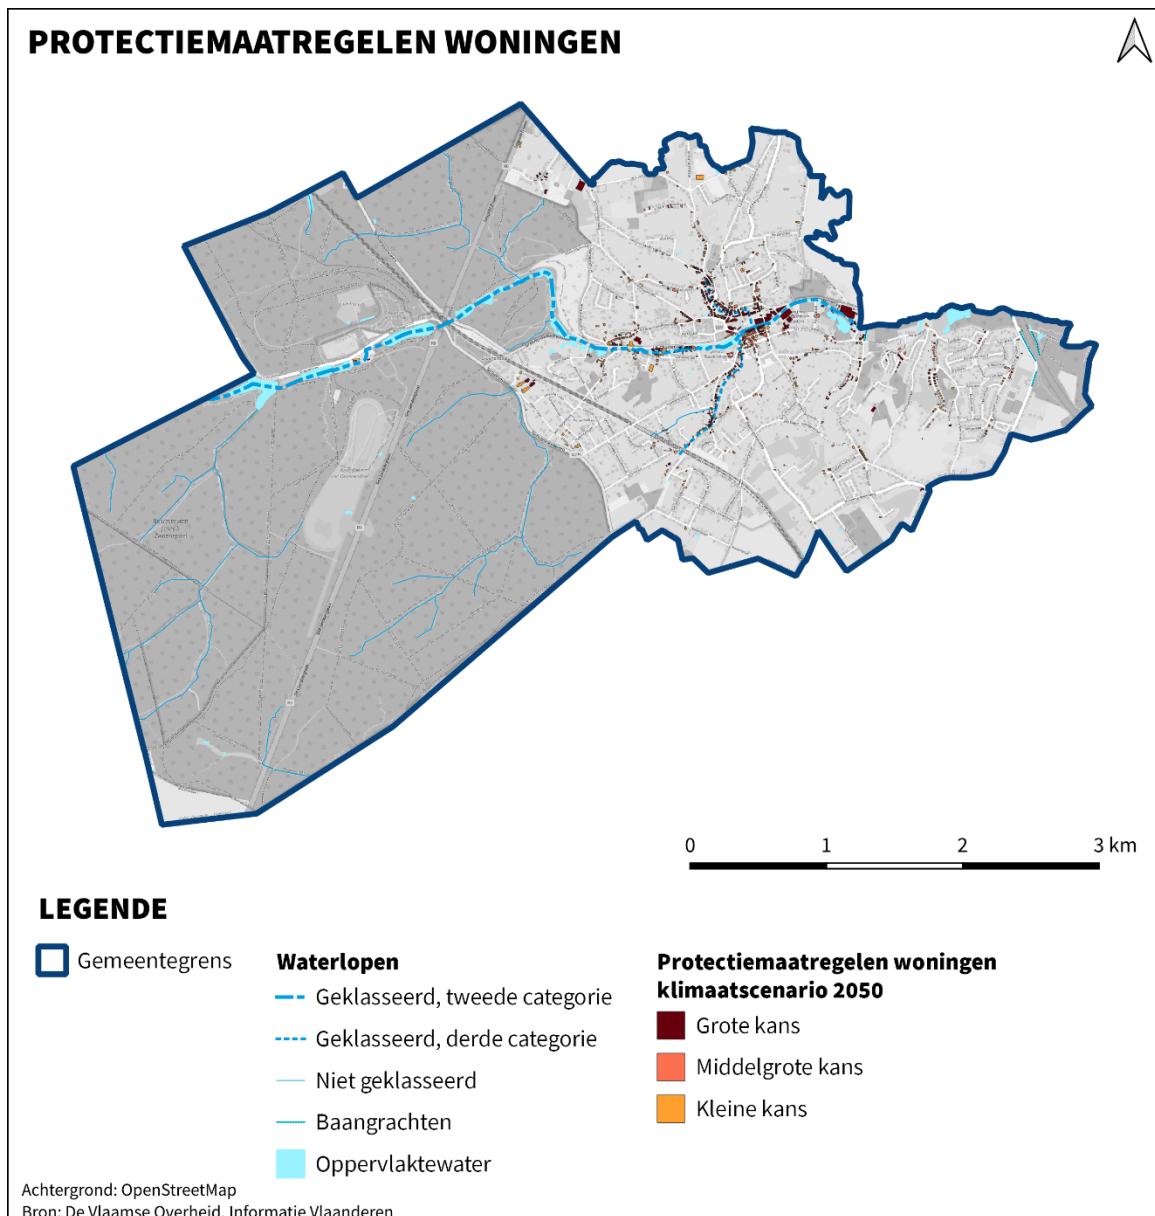 PROTECTIEMAATREGELEN WONINGEN
0 1 2 3 km
LEGENDE
Gemeentegrens
Waterlopen
Geklasseerd, tweede categorie
Geklasseerd, derde categorie
Niet geklasseerd
Baangrachten
Oppervlaktewater
Protectiemaatregelen woningen
klimaatscenario 2050
Grote kans
Middelgrote kans
Kleine kans
Achtergrond: OpenStreetMap
Bron: De Vlaamse Overheid, Informatie Vlaanderen